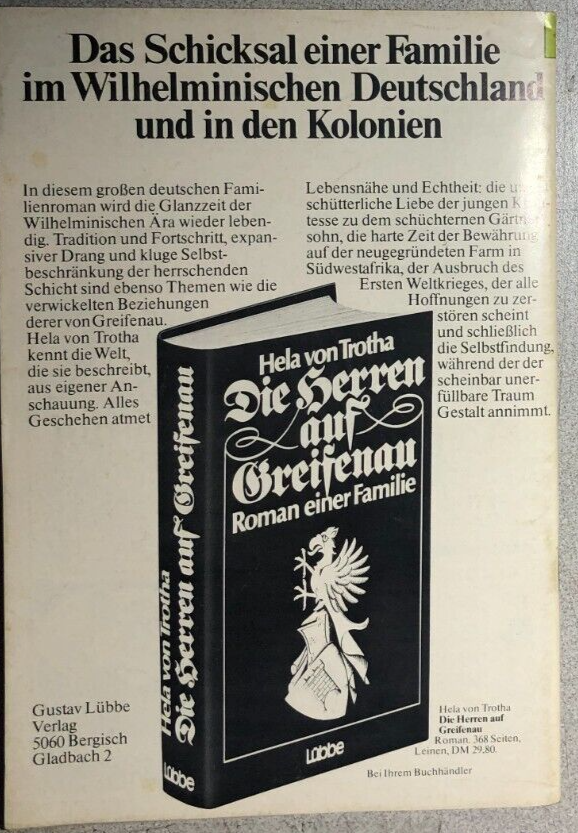 Das Schicksal einer Familie
im Wilhelminischen Deutschland
und in den Kolonien
In diesem großen deutschen Fami-
lienroman wird die Glanzzeit der
Wilhelminischen Ära wieder leben-
dig. Tradition und Fortschritt, expan-
siver Drang und kluge Selbst-
beschränkung der herrschenden
Schicht sind ebenso Themen wie die
verwickelten Beziehungen
derer von Greifenau.
Hela von Trotha
kennt die Welt,
die sie beschreibt,
aus eigener An-
schauung. Alles
Geschehen atmet
Lebensnähe und Echtheit: die
schütterliche Liebe der jungen
tesse zu dem schüchternen
sohn, die harte Zeit der Bewährung
auf der neugegründeten Farm in
Südwestafrika, der Ausbruch des
Ersten Weltkrieges, der alle
Hoffnungen zu zer-
stören scheint
und schließlich
die Selbstfindung,
während der der
scheinbar uner-
füllbare Traum
Gestalt annimmt.
Hela von Trotha
Die Herren
auf
Greifenau
Roman einer Familie
Lübbe
Hela von Trotha
Die Herren auf Greifenau
Lübbe
Gustav Lübbe
Verlag
5060 Bergisch
Gladbach 2
Hela von Trotha
Die Herren auf
Greifenau
Roman. 368 Seiten,
Leinen, DM 29,80.
Bei Ihrem Buchhändler